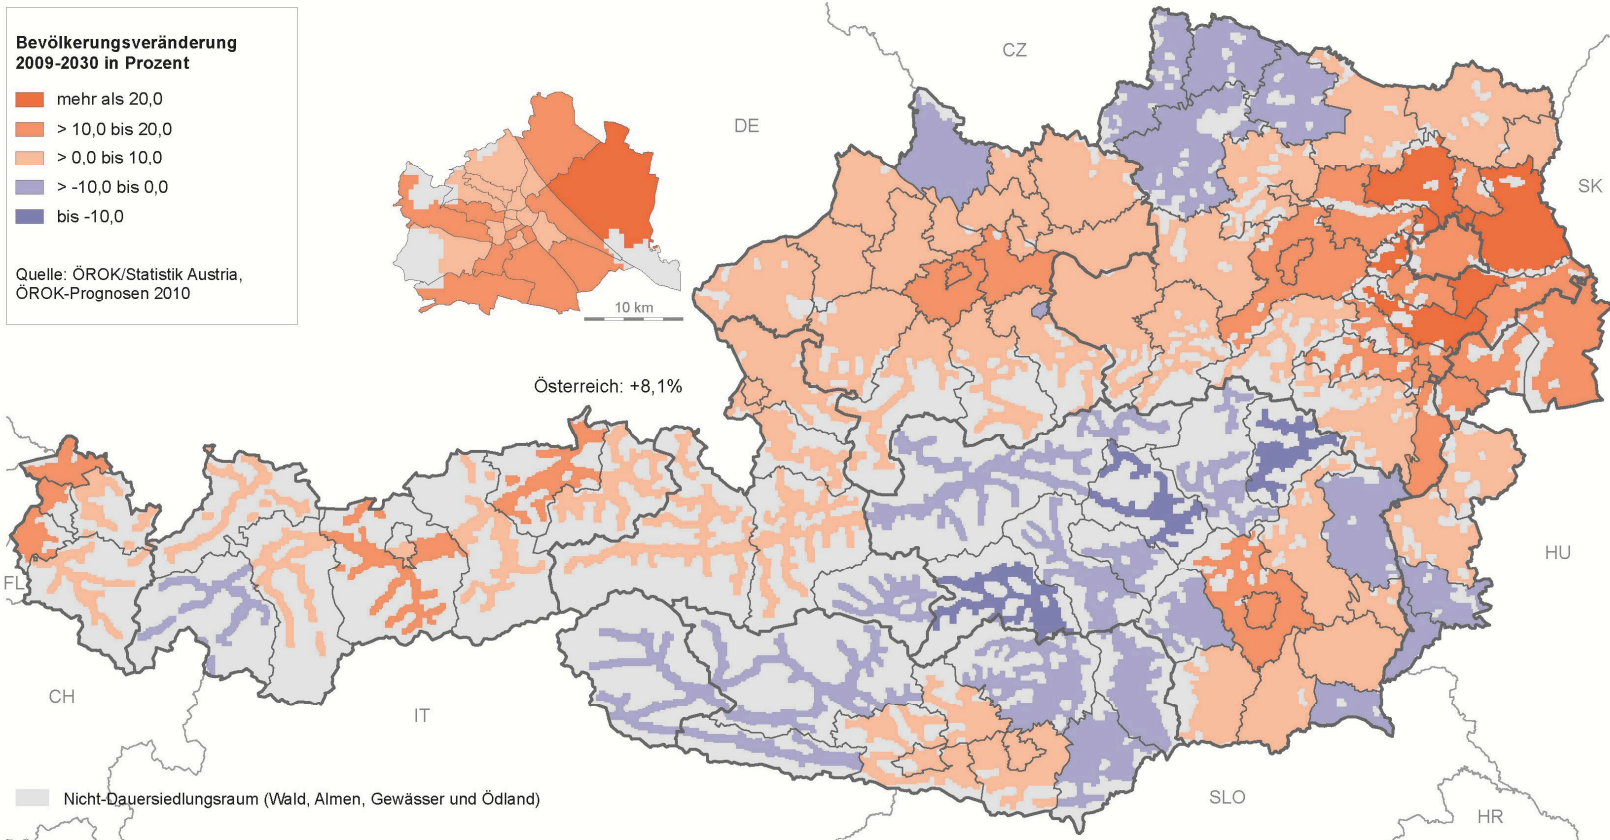 Bevölkerungsveränderung
2009-2030 in Prozent
mehr als 20,0
> 10,0 bis 20,0
> 0,0 bis 10,0
> -10,0 bis 0,0
bis -10,0
Quelle: ÖROK/Statistik Austria,
ÖROK-Prognosen 2010
10 km
Österreich: +8,1%
CZ
DE
SK
HU
FL
CH
IT
SLO
HR
Nicht-Dauersiedlungsraum (Wald, Almen, Gewässer und Ödland)